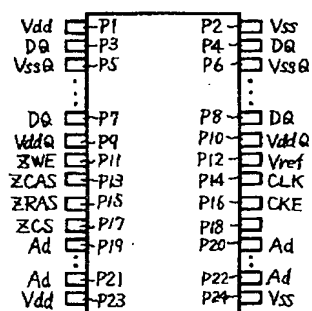 Vdd P1 P2 Vss
DQ P3 P4 DQ
VssQ P5 P6 VssQ
DQ P7 P8 DQ
VddQ P9 P10 VddQ
ZWE P11 P12 Vref
ZCAS P13 P14 CLK
ZRAS P15 P16 CKE
ZCS P17 P18
Ad P19 P20 Ad
Ad P21 P22 Ad
Vdd P23 P24 Vss